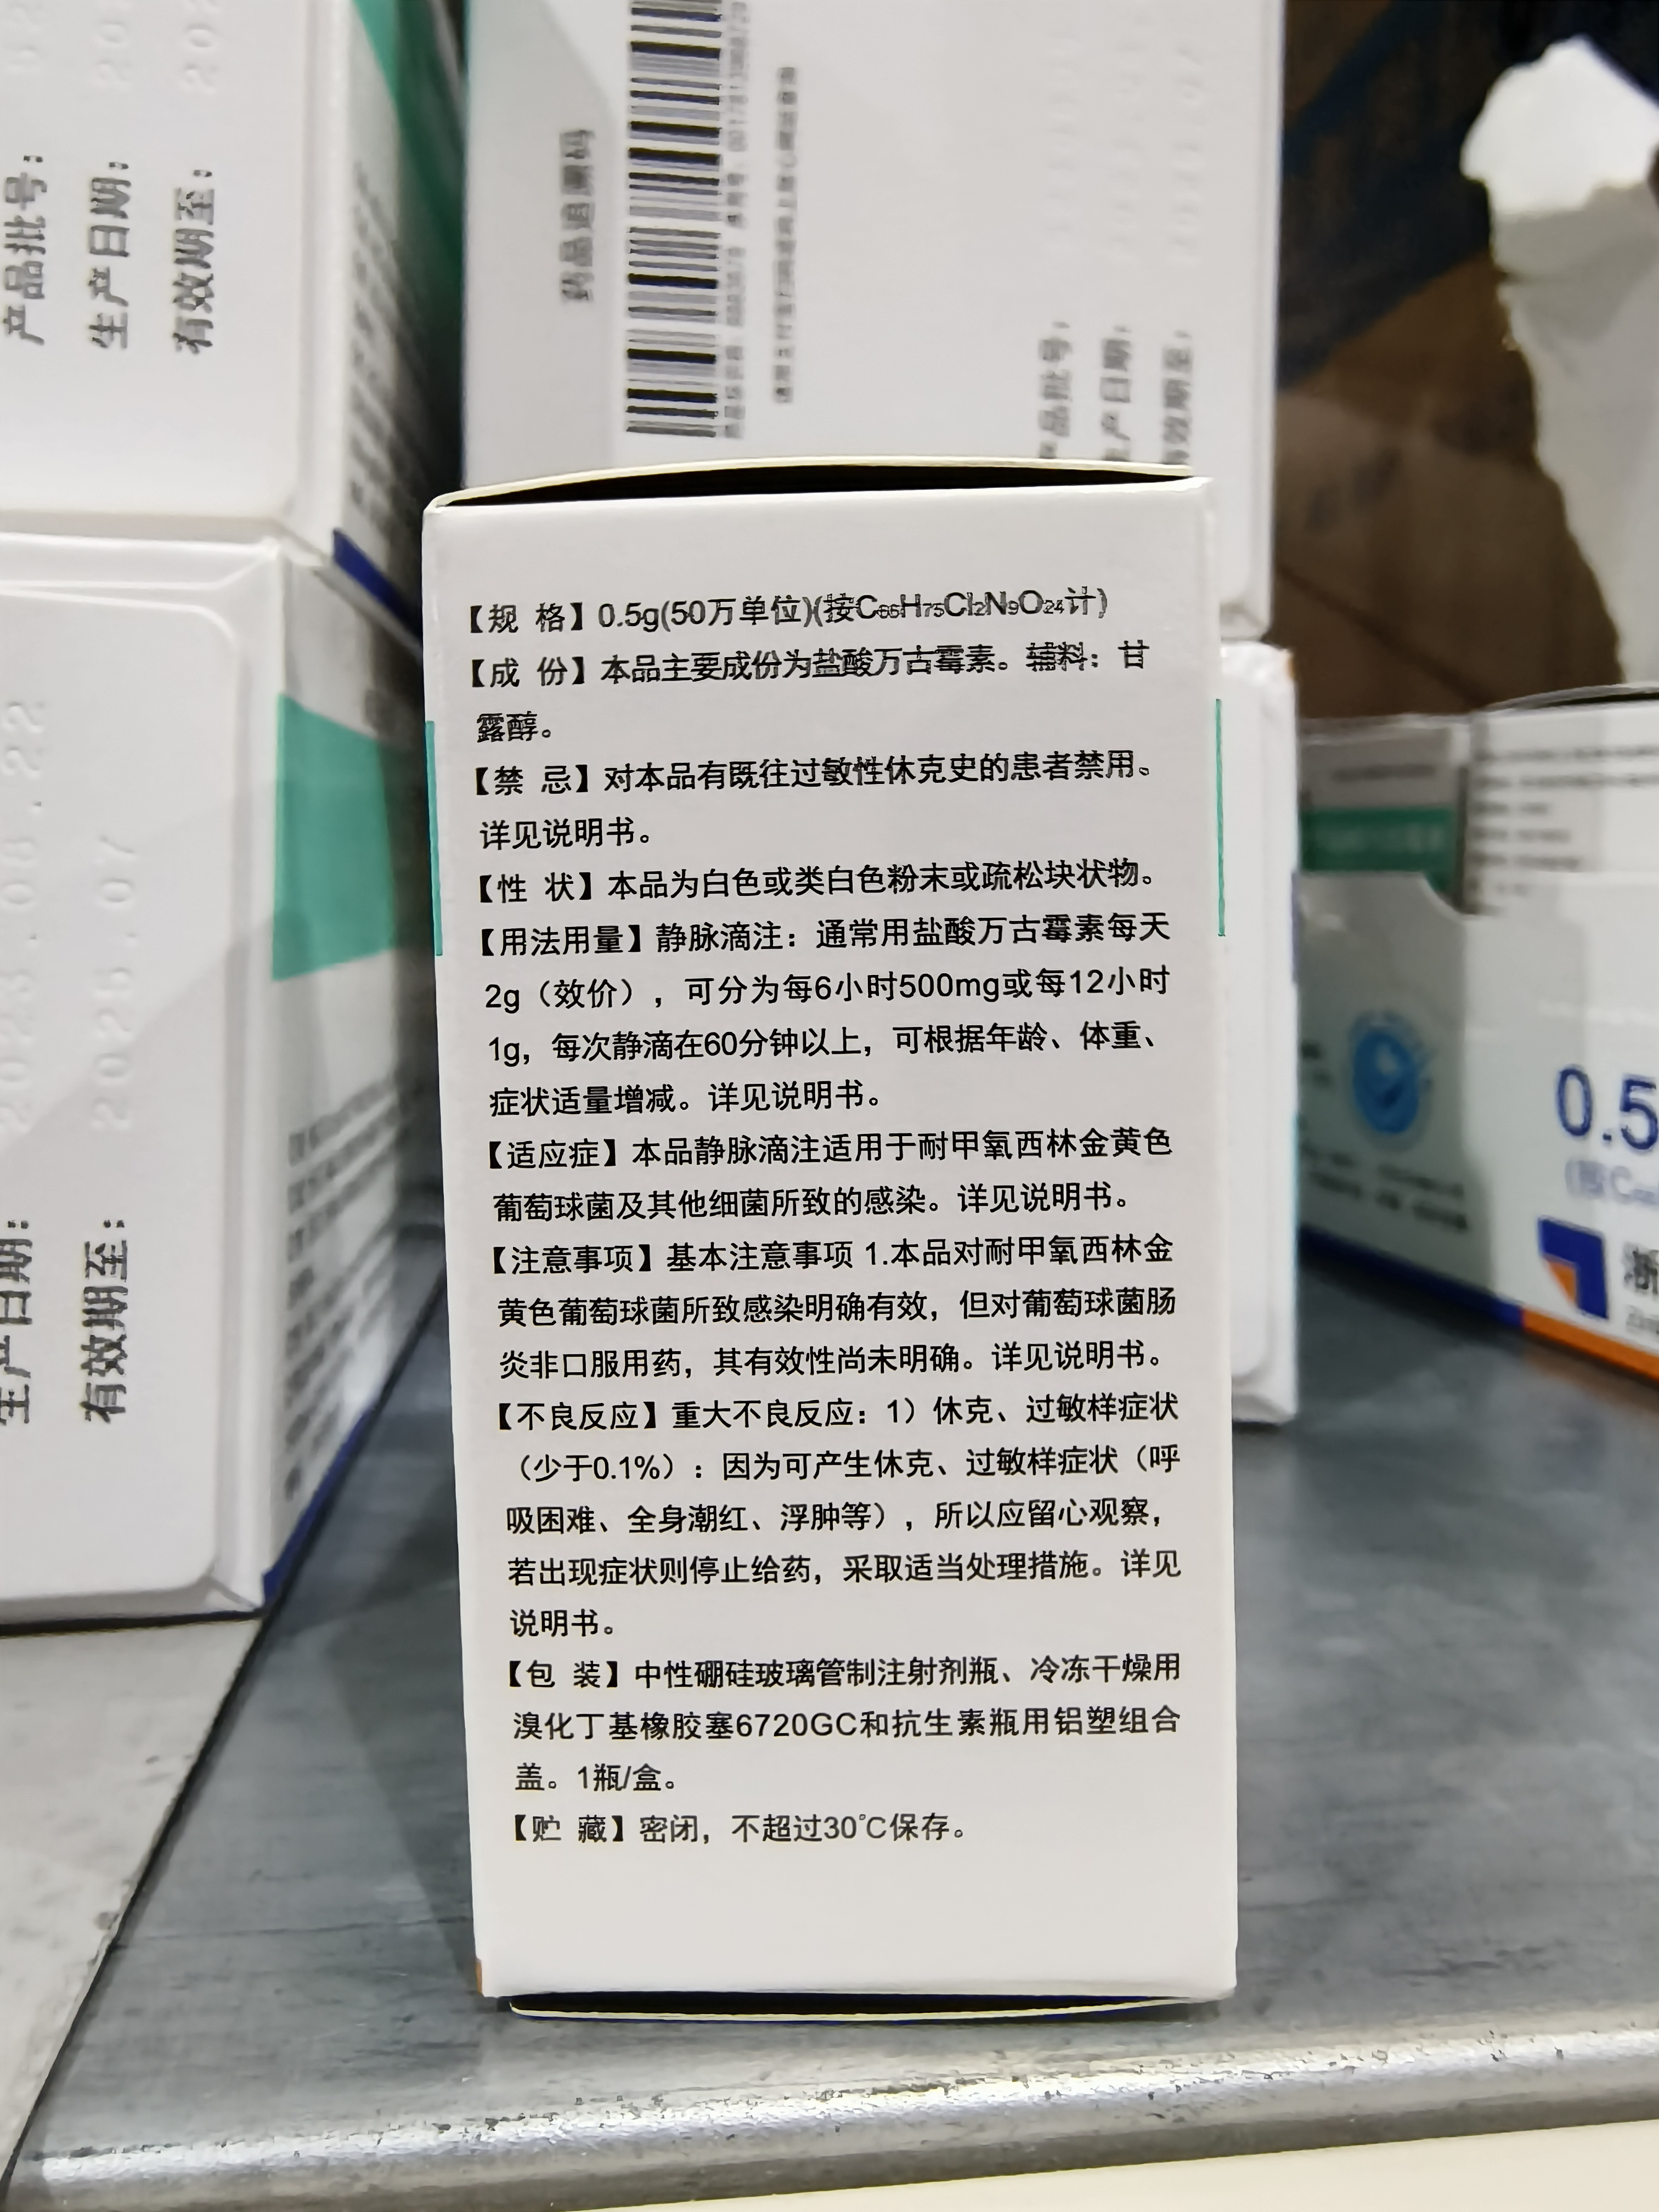 产品批号：
生产日期：
有效期至：
药品追溯码
产品批号：
生产日期：
有效期至：
【规 格】0.5g(50万单位)(按C₆₆H₇₅Cl₂N₉O₂₄计)
【成 份】本品主要成份为盐酸万古霉素。辅料：甘
露醇。
【禁 忌】对本品有既往过敏性休克史的患者禁用。
详见说明书。
【性 状】本品为白色或类白色粉末或疏松块状物。
【用法用量】静脉滴注：通常用盐酸万古霉素每天
2g（效价），可分为每6小时500mg或每12小时
1g，每次静滴在60分钟以上，可根据年龄、体重、
症状适量增减。详见说明书。
【适应症】本品静脉滴注适用于耐甲氧西林金黄色
葡萄球菌及其他细菌所致的感染。详见说明书。
【注意事项】基本注意事项 1.本品对耐甲氧西林金
黄色葡萄球菌所致感染明确有效，但对葡萄球菌肠
炎非口服用药，其有效性尚未明确。详见说明书。
【不良反应】重大不良反应：1）休克、过敏样症状
（少于0.1%）：因为可产生休克、过敏样症状（呼
吸困难、全身潮红、浮肿等），所以应留心观察，
若出现症状则停止给药，采取适当处理措施。详见
说明书。
【包 装】中性硼硅玻璃管制注射剂瓶、冷冻干燥用
溴化丁基橡胶塞6720GC和抗生素瓶用铝塑组合
盖。1瓶/盒。
【贮 藏】密闭，不超过30℃保存。
生产日期：
有效期至：
0.5